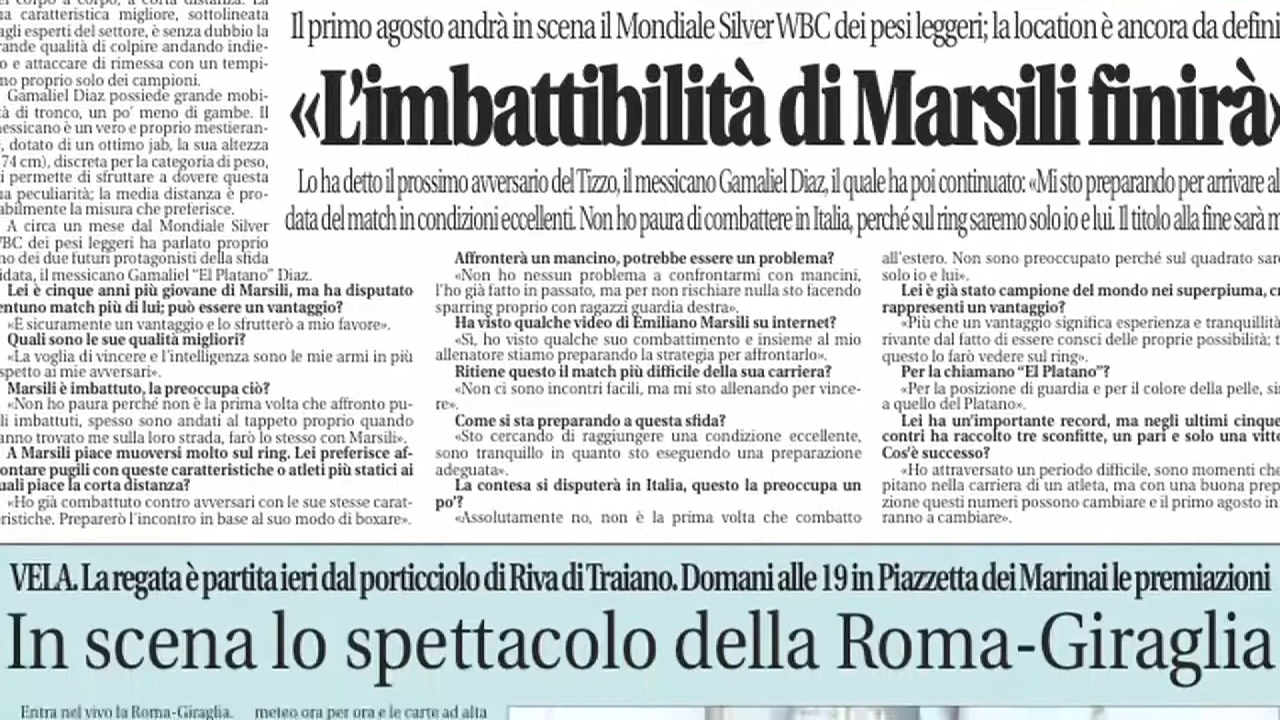 a caratteristica migliore, sottolineata
agli esperti del settore, è senza dubbio la
rande qualità di colpire andando indie-
o e attaccare di rimessa con un tempi-
mo proprio solo dei campioni.
Gamaliel Diaz possiede grande mobi-
tà di tronco, un po' meno di gambe. Il
essicano è un vero e proprio mestieran-
, dotato di un ottimo jab, la sua altezza
74 cm), discreta per la categoria di peso,
i permette di sfruttare a dovere questa
a peculiarità; la media distanza è pro-
abilmente la misura che preferisce.
A circa un mese dal Mondiale Silver
WBC dei pesi leggeri ha parlato proprio
no dei due futuri protagonisti della sfida
idata, il messicano Gamaliel "El Platano" Diaz.
Il primo agosto andrà in scena il Mondiale Silver WBC dei pesi leggeri; la location è ancora da defini
«L'imbattibilità di Marsili finirà»
Lo ha detto il prossimo avversario del Tizzo, il messicano Gamaliel Diaz, il quale ha poi continuato: «Mi sto preparando per arrivare al
data del match in condizioni eccellenti. Non ho paura di combattere in Italia, perché sul ring saremo solo io e lui. Il titolo alla fine sarà m
Lei è cinque anni più giovane di Marsili, ma ha disputato
entuno match più di lui; può essere un vantaggio?
«È sicuramente un vantaggio e lo sfrutterò a mio favore».
Quali sono le sue qualità migliori?
«La voglia di vincere e l'intelligenza sono le mie armi in più
spetto ai mie avversari».
Marsili è imbattuto, la preoccupa ciò?
«Non ho paura perché non è la prima volta che affronto pu-
li imbattuti, spesso sono andati al tappeto proprio quando
anno trovato me sulla loro strada, farò lo stesso con Marsili».
A Marsili piace muoversi molto sul ring. Lei preferisce af-
ontare pugili con queste caratteristiche o atleti più statici ai
uali piace la corta distanza?
«Ho già combattuto contro avversari con le sue stesse carat-
ristiche. Preparerò l'incontro in base al suo modo di boxare».
Affronterà un mancino, potrebbe essere un problema?
«Non ho nessun problema a confrontarmi con mancini,
l'ho già fatto in passato, ma per non rischiare nulla sto facendo
sparring proprio con ragazzi guardia destra».
Ha visto qualche video di Emiliano Marsili su internet?
«Sì, ho visto qualche suo combattimento e insieme al mio
allenatore stiamo preparando la strategia per affrontarlo».
Ritiene questo il match più difficile della sua carriera?
«Non ci sono incontri facili, ma mi sto allenando per vince-
re».
Come si sta preparando a questa sfida?
«Sto cercando di raggiungere una condizione eccellente,
sono tranquillo in quanto sto eseguendo una preparazione
adeguata».
La contesa si disputerà in Italia, questo la preoccupa un
po'?
«Assolutamente no, non è la prima volta che combatto
all'estero. Non sono preoccupato perché sul quadrato sare
solo io e lui».
Lei è già stato campione del mondo nei superpiuma, cr
rappresenti un vantaggio?
«Più che un vantaggio significa esperienza e tranquillità
rivante dal fatto di essere consci delle proprie possibilità; t
questo lo farò vedere sul ring».
Per la chiamano "El Platano"?
«Per la posizione di guardia e per il colore della pelle, sin
a quello del Platano».
Lei ha un'importante record, ma negli ultimi cinque
contri ha raccolto tre sconfitte, un pari e solo una vitto
Cos'è successo?
«Ho attraversato un periodo difficile, sono momenti che
pitano nella carriera di un atleta, ma con una buona prep
zione questi numeri possono cambiare e il primo agosto in
ranno a cambiare».
VELA. La regata è partita ieri dal porticciolo di Riva di Traiano. Domani alle 19 in Piazzetta dei Marinai le premiazioni
In scena lo spettacolo della Roma-Giraglia
Entra nel vivo la Roma-Giraglia.
meteo ora per ora e le carte ad alta